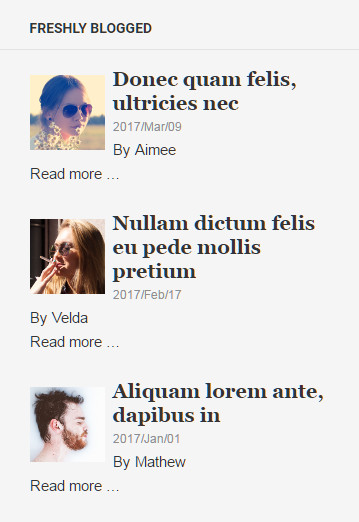 FRESHLY BLOGGED
Donec quam felis,
ultricies nec
2017/Mar/09
By Aimee
Read more ...
Nullam dictum felis
eu pede mollis
pretium
2017/Feb/17
By Velda
Read more ...
Aliquam lorem ante,
dapibus in
2017/Jan/01
By Mathew
Read more ...